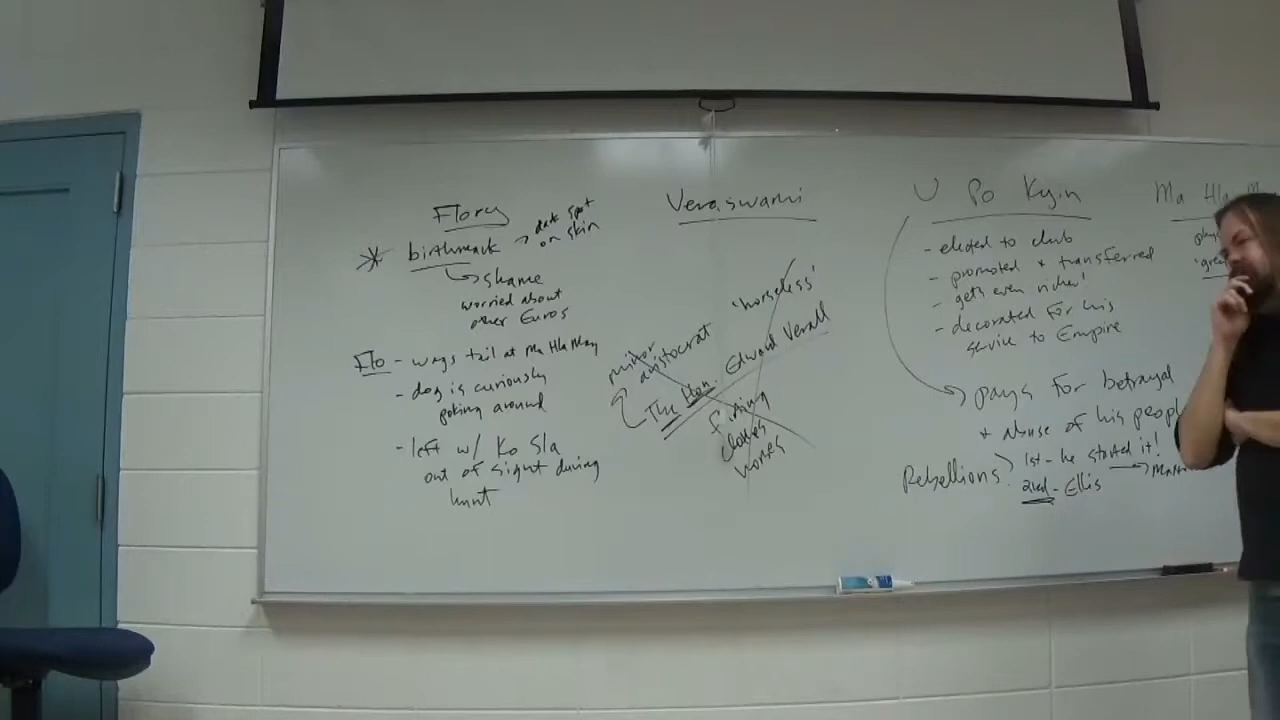 Flory
* birthmark → dark spot
on skin
↳ shame
worried about
other Euros
Flo - wags tail at Ma Hla May
- dog is curiously
poking around
- left w/ Ko Sla
out of sight during
hunt
Veraswami
'horseless'
minor
aristocrat
The Hon. Edward Verall
clothes
U Po Kyin
- elected to club
- promoted + transferred
- gets even richer!
- decorated for his
service to Empire
→ pays for betrayal
+ abuse of his peopl
Rebellions
1st - he started it! →
2nd - Ellis
Ma Hla M